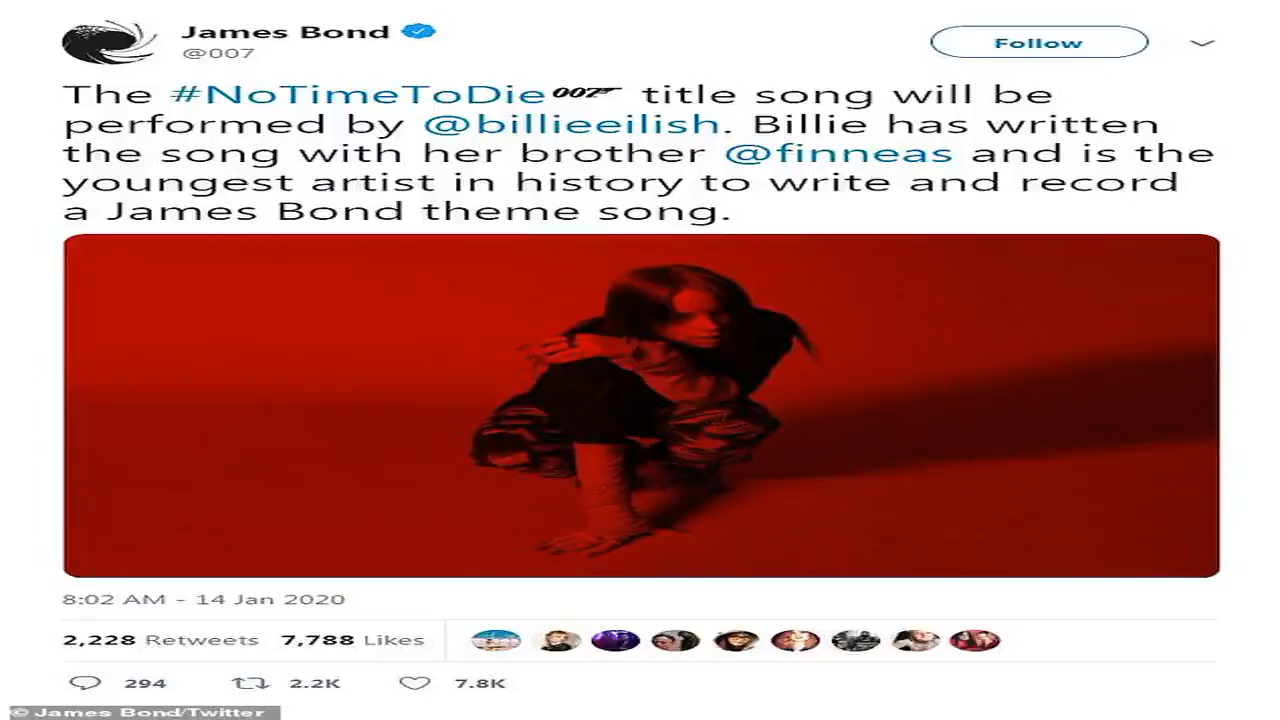 James Bond
@007
Follow
The #NoTimeToDie 007 title song will be
performed by @billieeilish. Billie has written
the song with her brother @finneas and is the
youngest artist in history to write and record
a James Bond theme song.
8:02 AM - 14 Jan 2020
2,228 Retweets 7,788 Likes
294 2.2K 7.8K
© James Bond/Twitter